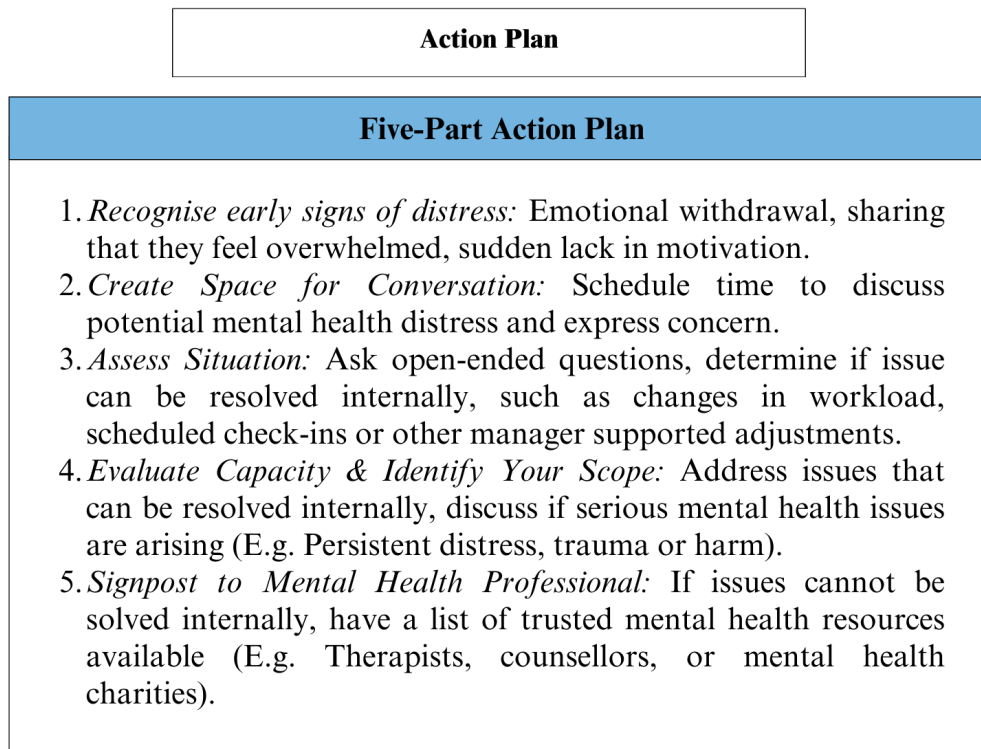 Action Plan
Five-Part Action Plan
1. Recognise early signs of distress: Emotional withdrawal, sharing
that they feel overwhelmed, sudden lack in motivation.
2. Create Space for Conversation: Schedule time to discuss
potential mental health distress and express concern.
3. Assess Situation: Ask open-ended questions, determine if issue
can be resolved internally, such as changes in workload,
scheduled check-ins or other manager supported adjustments.
4. Evaluate Capacity & Identify Your Scope: Address issues that
can be resolved internally, discuss if serious mental health issues
are arising (E.g. Persistent distress, trauma or harm).
5. Signpost to Mental Health Professional: If issues cannot be
solved internally, have a list of trusted mental health resources
available (E.g. Therapists, counsellors, or mental health
charities).